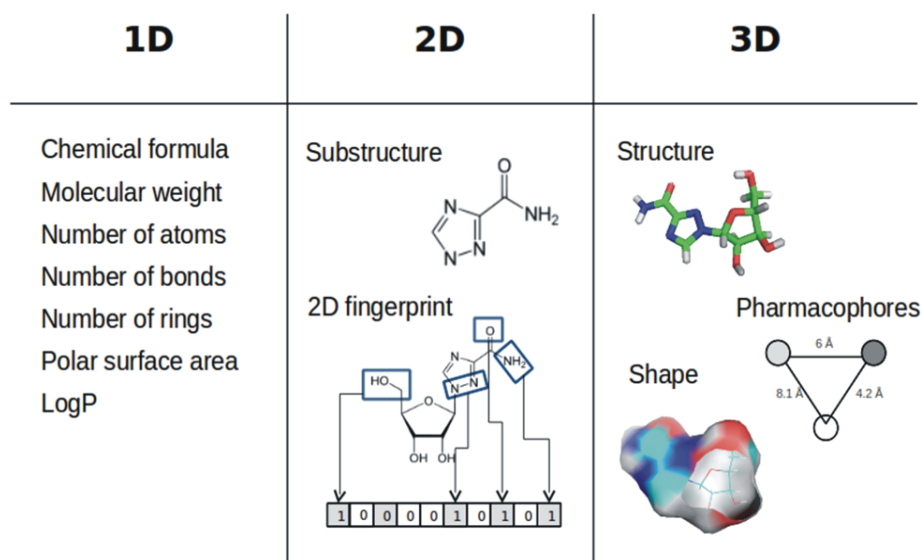 1D
2D
3D
Chemical formula
Molecular weight
Number of atoms
Number of bonds
Number of rings
Polar surface area
LogP
Substructure
O
N
NH2
N
N
2D fingerprint
O
N
NH2
HO
N
N
O
N
OH
OH
1 0 0 0 0 1 0 1 0 1
Structure
Pharmacophores
6 Å
8.1 Å
4.2 Å
Shape